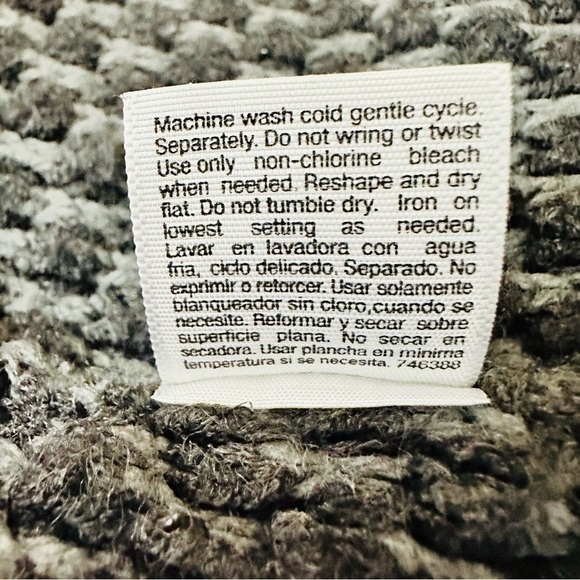 Machine wash cold gentle cycle.
Separately. Do not wring or twist
Use only non-chlorine bleach
when needed. Reshape and dry
flat. Do not tumble dry. Iron on
lowest setting as needed.
Lavar en lavadora con agua
fria, ciclo delicado. Separado. No
exprimir o retorcer. Usar solamente
blanqueador sin cloro,cuando se
necesite. Reformar y secar sobre
superficie plana. No secar en
secadora. Usar plancha en minima
temperatura si se necesita. 746388